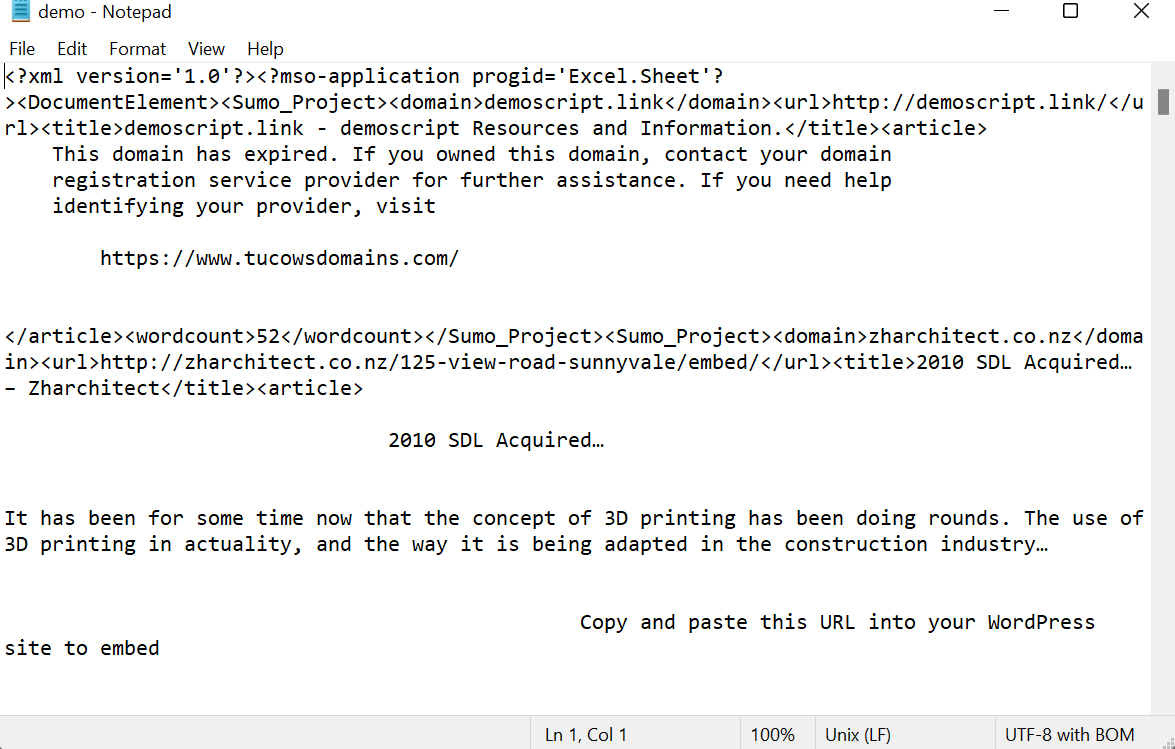 demo - Notepad
File Edit Format View Help
<?xml version='1.0'?><?mso-application progid='Excel.Sheet'?
><DocumentElement><Sumo_Project><domain>demoscript.link</domain><url>http://demoscript.link/</u
rl><title>demoscript.link - demoscript Resources and Information.</title><article>
This domain has expired. If you owned this domain, contact your domain
registration service provider for further assistance. If you need help
identifying your provider, visit
https://www.tucowsdomains.com/
</article><wordcount>52</wordcount></Sumo_Project><Sumo_Project><domain>zharchitect.co.nz</doma
in><url>http://zharchitect.co.nz/125-view-road-sunnyvale/embed/</url><title>2010 SDL Acquired…
– Zharchitect</title><article>
2010 SDL Acquired…
It has been for some time now that the concept of 3D printing has been doing rounds. The use of
3D printing in actuality, and the way it is being adapted in the construction industry…
Copy and paste this URL into your WordPress
site to embed
Ln 1, Col 1 100% Unix (LF) UTF-8 with BOM